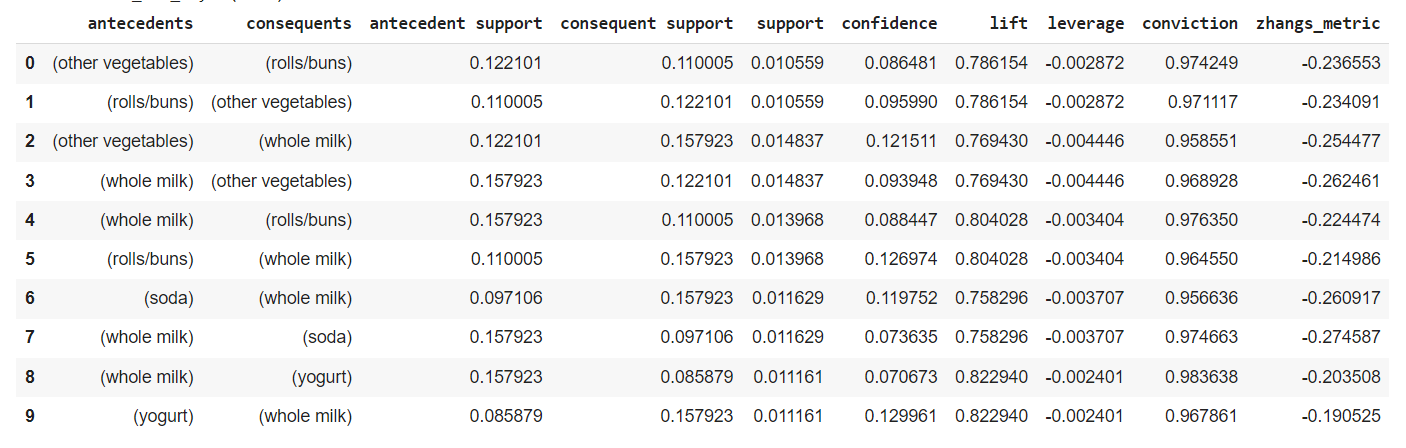 antecedents consequents antecedent support consequent support support confidence lift leverage conviction zhangs_metric
0 (other vegetables) (rolls/buns) 0.122101 0.110005 0.010559 0.086481 0.786154 -0.002872 0.974249 -0.236553
1 (rolls/buns) (other vegetables) 0.110005 0.122101 0.010559 0.095990 0.786154 -0.002872 0.971117 -0.234091
2 (other vegetables) (whole milk) 0.122101 0.157923 0.014837 0.121511 0.769430 -0.004446 0.958551 -0.254477
3 (whole milk) (other vegetables) 0.157923 0.122101 0.014837 0.093948 0.769430 -0.004446 0.968928 -0.262461
4 (whole milk) (rolls/buns) 0.157923 0.110005 0.013968 0.088447 0.804028 -0.003404 0.976350 -0.224474
5 (rolls/buns) (whole milk) 0.110005 0.157923 0.013968 0.126974 0.804028 -0.003404 0.964550 -0.214986
6 (soda) (whole milk) 0.097106 0.157923 0.011629 0.119752 0.758296 -0.003707 0.956636 -0.260917
7 (whole milk) (soda) 0.157923 0.097106 0.011629 0.073635 0.758296 -0.003707 0.974663 -0.274587
8 (whole milk) (yogurt) 0.157923 0.085879 0.011161 0.070673 0.822940 -0.002401 0.983638 -0.203508
9 (yogurt) (whole milk) 0.085879 0.157923 0.011161 0.129961 0.822940 -0.002401 0.967861 -0.190525